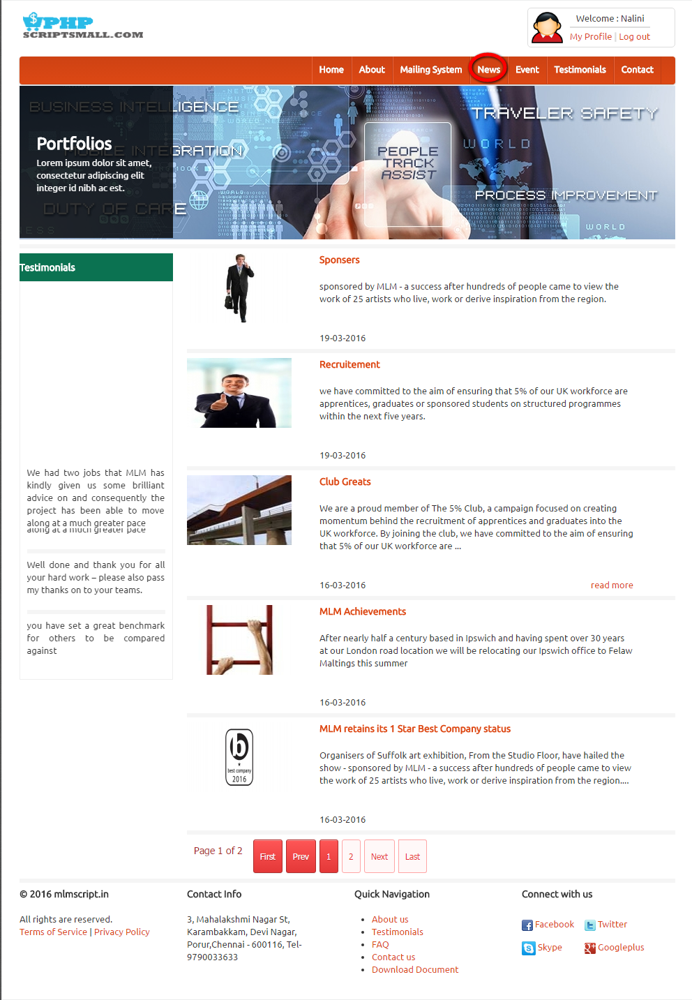 $PHP
SCRIPTSMALL.COM
Welcome : Nalini
My Profile | Log out
Home About Mailing System News Event Testimonials Contact
BUSINESS INTELLIGENCE
TRAVELER SAFETY
Portfolios
MOBILE INTEGRATION
PEOPLE
TRACK
ASSIST
WORLD
Lorem ipsum dolor sit amet,
consectetur adipiscing elit
integer id nibh ac est.
PROCESS IMPROVEMENT
DUTY OF CARE
WORLD
Testimonials
We had two jobs that MLM has
kindly given us some brilliant
advice on and consequently the
project has been able to move
along at a much greater pace
along at a much greater pace
Well done and thank you for all
your hard work – please also pass
my thanks on to your teams.
you have set a great benchmark
for others to be compared
against
Sponsers
sponsored by MLM - a success after hundreds of people came to view the
work of 25 artists who live, work or derive inspiration from the region.
19-03-2016
Recruitement
we have committed to the aim of ensuring that 5% of our UK workforce are
apprentices, graduates or sponsored students on structured programmes
within the next five years.
19-03-2016
Club Greats
We are a proud member of The 5% Club, a campaign focused on creating
momentum behind the recruitment of apprentices and graduates into the
UK workforce. By joining the club, we have committed to the aim of ensuring
that 5% of our UK workforce are ...
16-03-2016 read more
MLM Achievements
After nearly half a century based in Ipswich and having spent over 30 years
at our London road location we will be relocating our Ipswich office to Felaw
Maltings this summer
16-03-2016
b
best company
2016
MLM retains its 1 Star Best Company status
Organisers of Suffolk art exhibition, From the Studio Floor, have hailed the
show - sponsored by MLM - a success after hundreds of people came to view
the work of 25 artists who live, work or derive inspiration from the region....
16-03-2016
Page 1 of 2 First Prev 1 2 Next Last
© 2016 mlmscript.in
All rights are reserved.
Terms of Service | Privacy Policy
Contact Info
3, Mahalakshmi Nagar St,
Karambakkam, Devi Nagar,
Porur,Chennai - 600116, Tel-
9790033633
Quick Navigation
• About us
• Testimonials
• FAQ
• Contact us
• Download Document
Connect with us
Facebook Twitter
Skype Googleplus